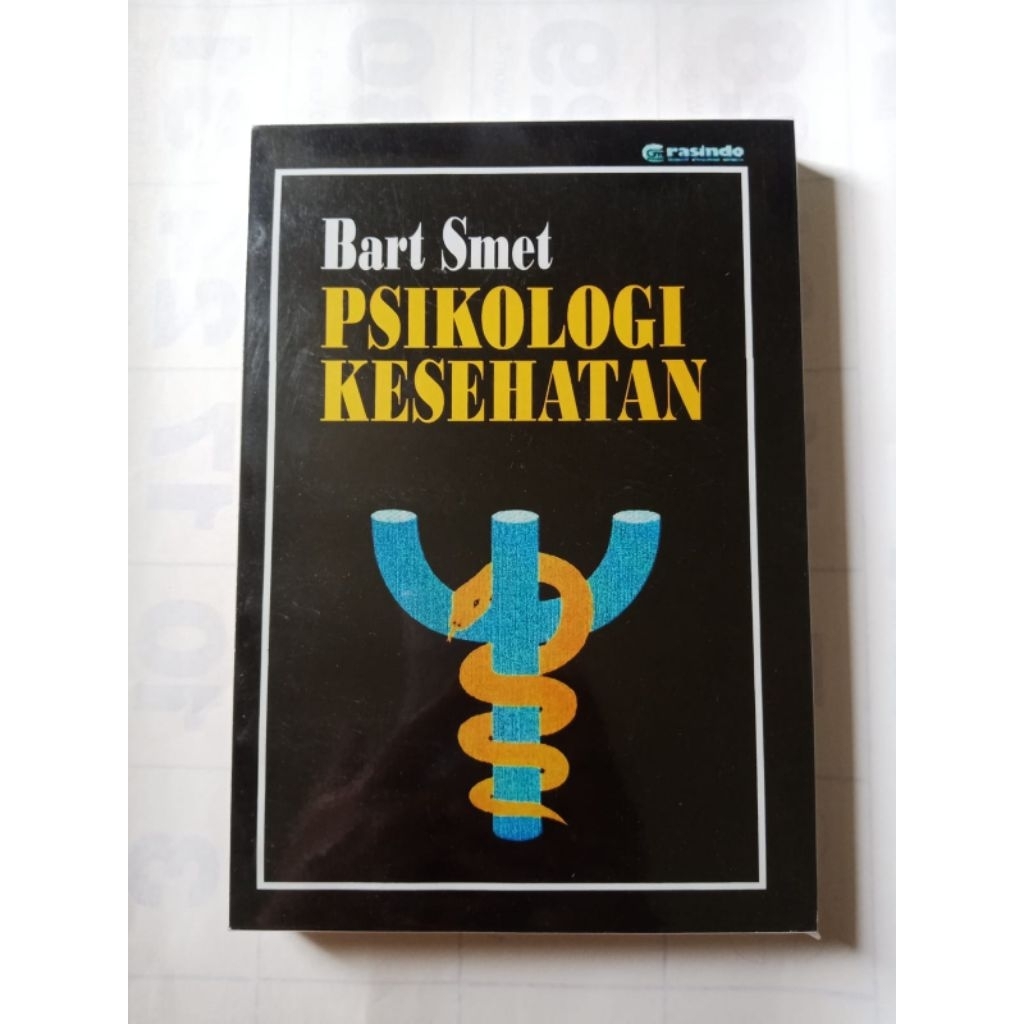 Grasindo
Bart Smet
PSIKOLOGI
KESEHATAN